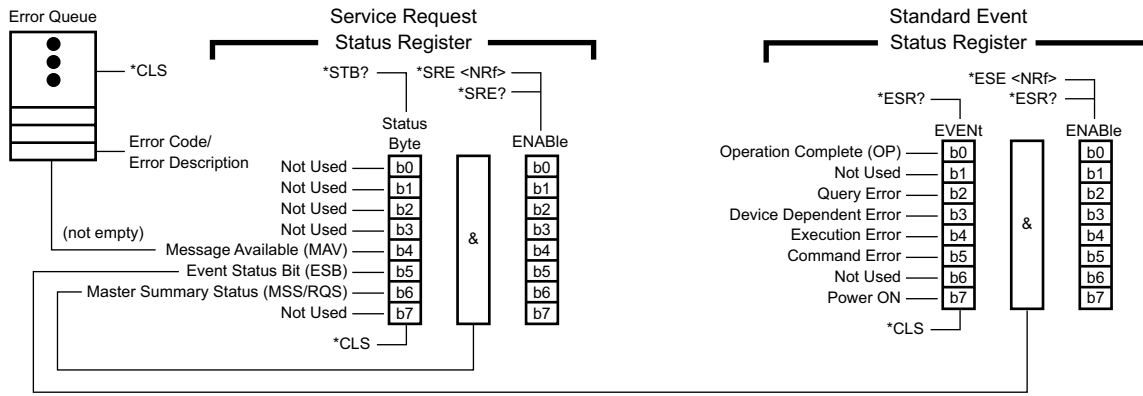 Error Queue
*CLS
Error Code/
Error Description
(not empty)
Service Request
Status Register
*STB?
*SRE <NRf>
*SRE?
Status
Byte
ENABle
Not Used b0 b0
Not Used b1 b1
Not Used b2 b2
Not Used b3 b3
&
Message Available (MAV) b4 b4
Event Status Bit (ESB) b5 b5
Master Summary Status (MSS/RQS) b6 b6
Not Used b7 b7
*CLS
Standard Event
Status Register
*ESR?
*ESE <NRf>
*ESR?
EVENt
ENABle
Operation Complete (OP) b0 b0
Not Used b1 b1
Query Error b2 b2
Device Dependent Error b3 b3
&
Execution Error b4 b4
Command Error b5 b5
Not Used b6 b6
Power ON b7 b7
*CLS